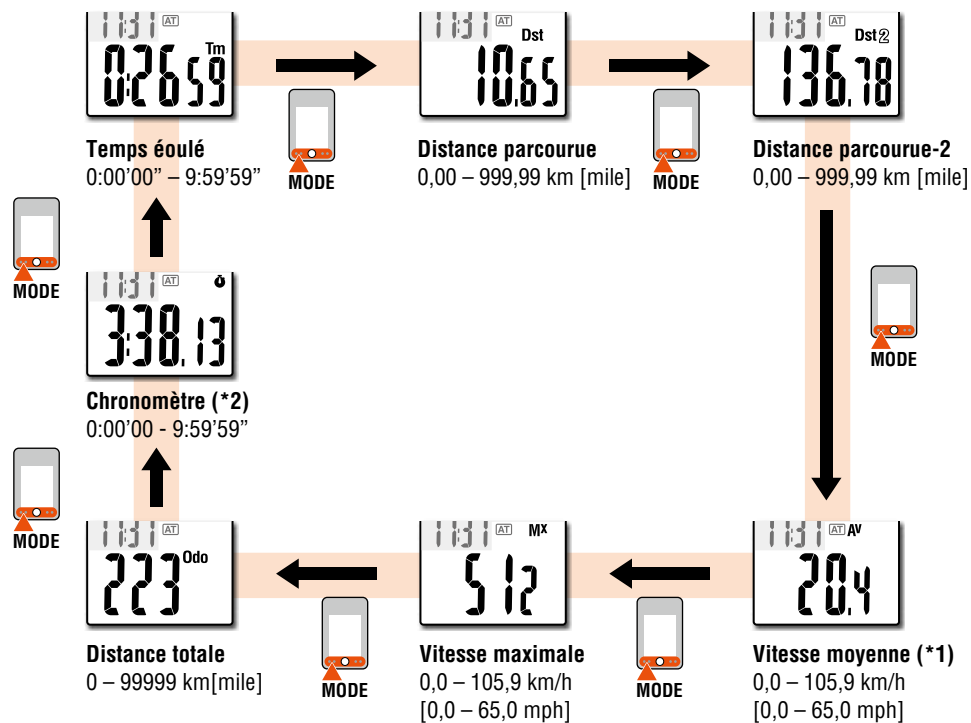 11:31 AT
Tm
0:26 59
Temps éoulé
0:00’00” – 9:59’59”
MODE
11:31 AT
Dst
10.65
Distance parcourue
0,00 – 999,99 km [mile]
MODE
11:31 AT
Dst2
136.78
Distance parcourue-2
0,00 – 999,99 km [mile]
MODE
MODE
11:31 AT
3:38.13
Chronomètre (*2)
0:00’00 - 9:59’59”
MODE
11:31 AT
Odo
223
Distance totale
0 – 99999 km[mile]
MODE
11:31 AT
Mx
512
Vitesse maximale
0,0 – 105,9 km/h
[0,0 – 65,0 mph]
MODE
11:31 AT
Av
20.4
Vitesse moyenne (*1)
0,0 – 105,9 km/h
[0,0 – 65,0 mph]